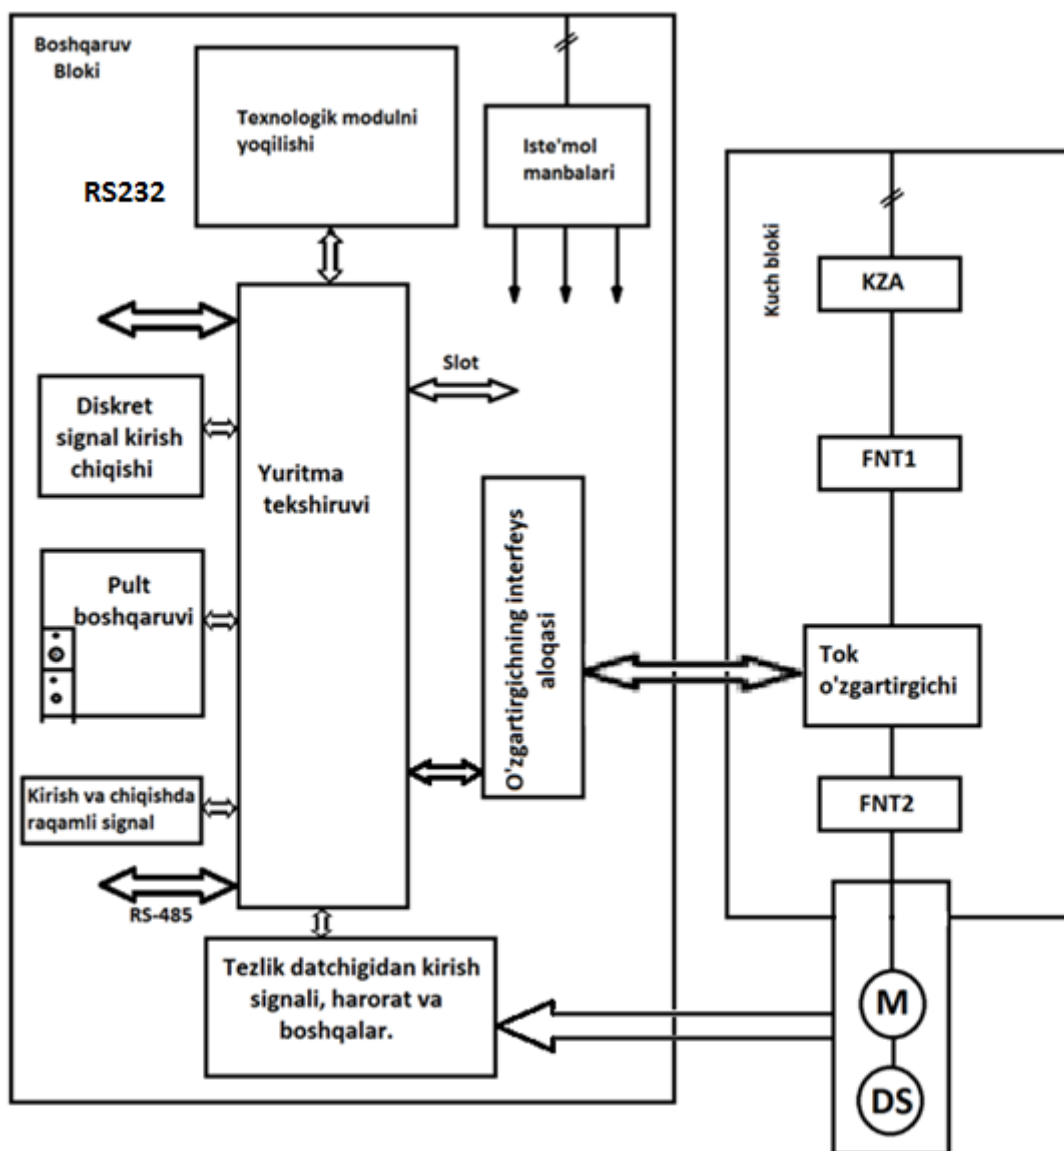 Boshqaruv
Bloki
Texnologik modulni
yoqilishi
Iste'mol
manbalari
RS232
Kuch bloki
KZA
Slot
Diskret
signal kirish
chiqishi
FNT1
Yuritma
tekshiruvi
O'zgartirgichning interfeys
aloqasi
Pult
boshqaruvi
Tok
o'zgartirgichi
Kirish va chiqishda
raqamli signal
FNT2
RS-485
Tezlik datchigidan kirish
signali, harorat va
boshqalar.
M
DS